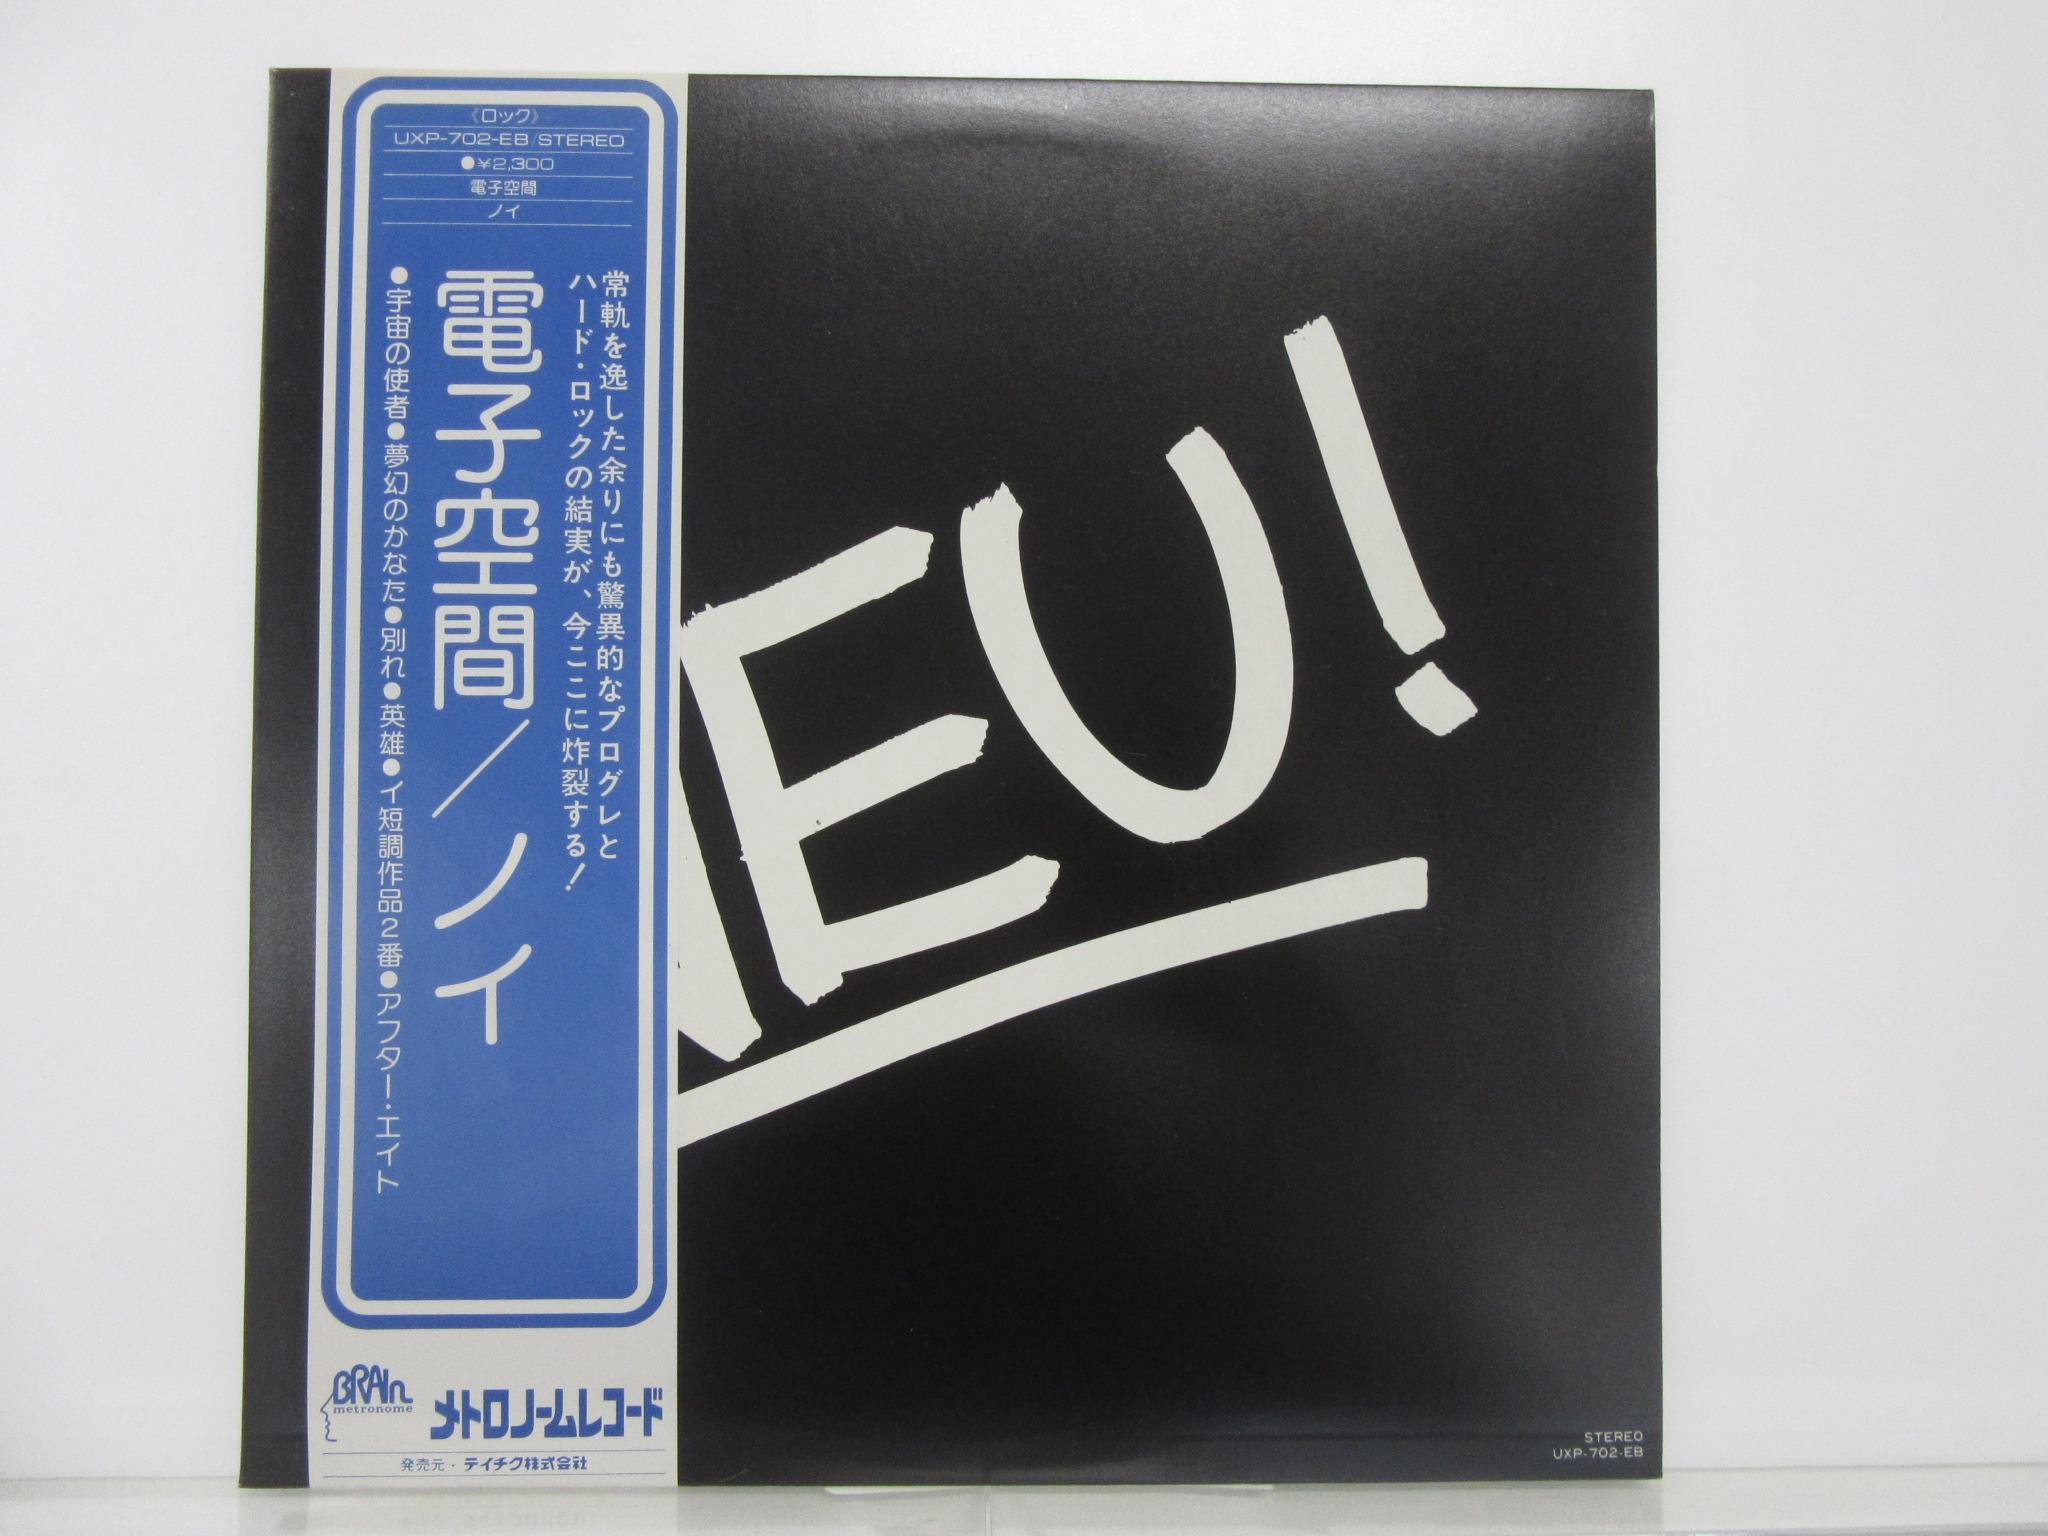 《ロック》
UXP-702-EB/STEREO
●¥2,300
電子空間
ノイ
常軌を逸した余りにも驚異的なプログレと
ハード・ロックの結実が、今ここに炸裂する!
電子空間/ノイ
●宇宙の使者●夢幻のかなた●別れ●英雄●イ短調作品2番●アフター・エイト
BRAIn
metronome
メトロノームレコード
発売元・テイチク株式会社
NEU!
STEREO
UXP-702-EB